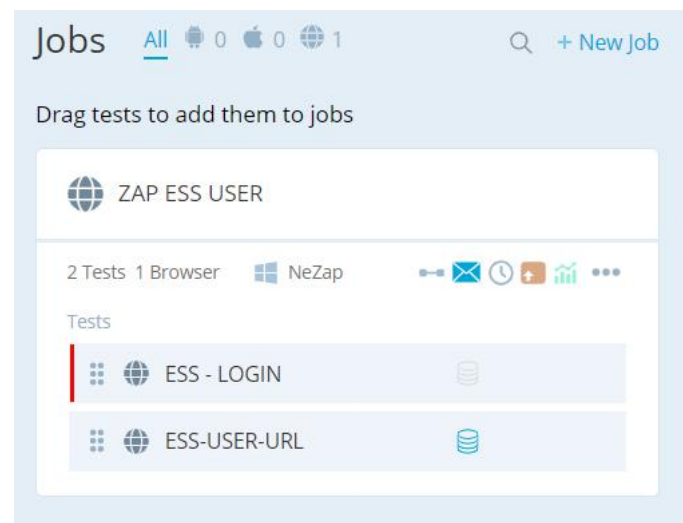 Jobs All 0 0 1 + New Job
Drag tests to add them to jobs
ZAP ESS USER
2 Tests 1 Browser NeZap
Tests
ESS - LOGIN
ESS-USER-URL